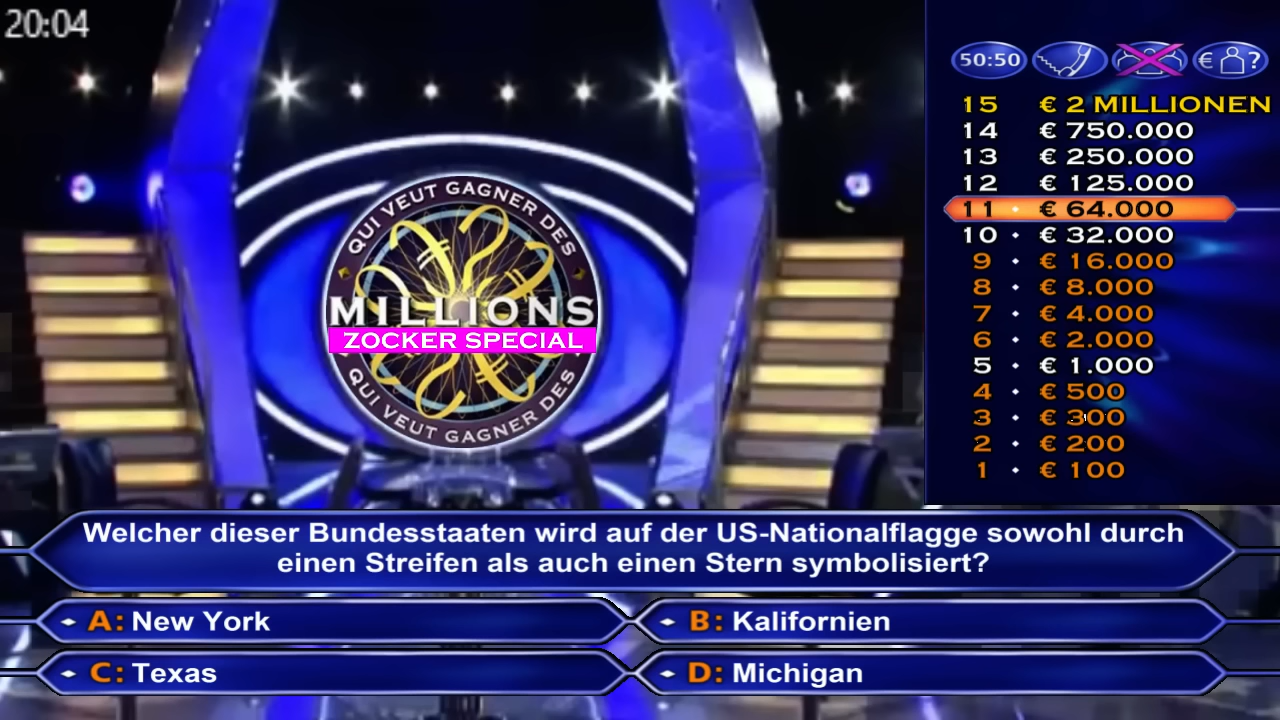 20:04
50:50
€ ?
15 € 2 MILLIONEN
14 € 750.000
13 € 250.000
12 € 125.000
11 · € 64.000
10 · € 32.000
9 · € 16.000
8 · € 8.000
7 · € 4.000
6 · € 2.000
5 · € 1.000
4 · € 500
3 · € 300
2 · € 200
1 · € 100
QUI VEUT GAGNER DES
MILLIONS
ZOCKER SPECIAL
QUI VEUT GAGNER DES
Welcher dieser Bundesstaaten wird auf der US-Nationalflagge sowohl durch
einen Streifen als auch einen Stern symbolisiert?
A: New York
B: Kalifornien
C: Texas
D: Michigan